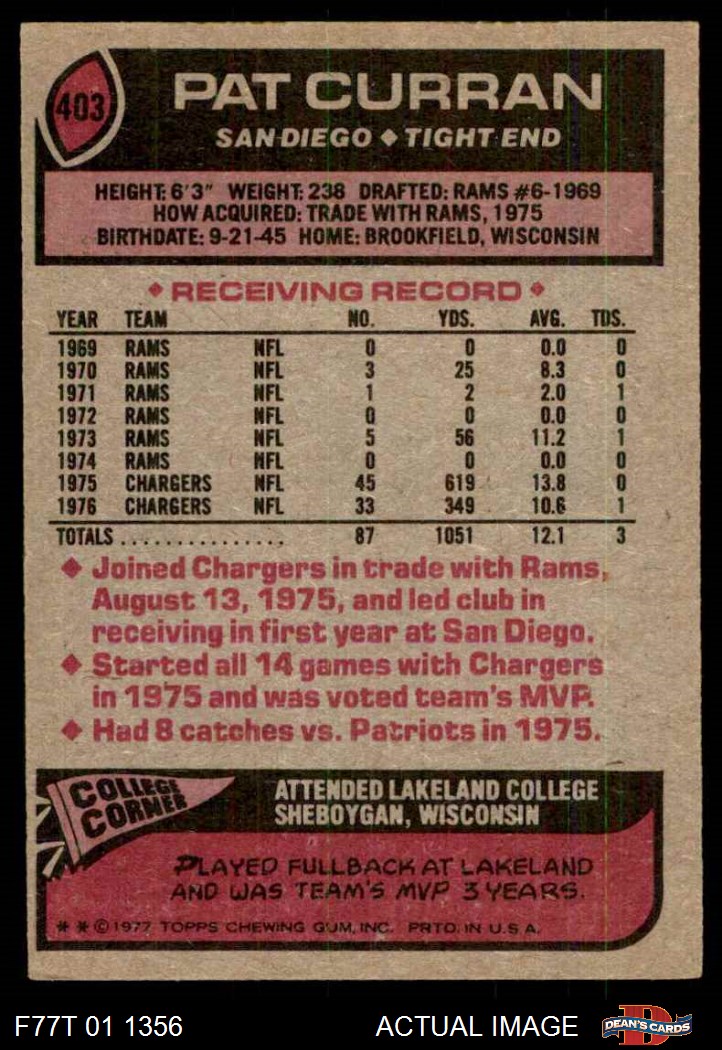 403
PAT CURRAN
SAN DIEGO ◆ TIGHT END
HEIGHT: 6'3" WEIGHT: 238 DRAFTED: RAMS #6-1969
HOW ACQUIRED: TRADE WITH RAMS, 1975
BIRTHDATE: 9-21-45 HOME: BROOKFIELD, WISCONSIN
◆ RECEIVING RECORD ◆
YEAR TEAM NO. YDS. AVG. TDS.
1969 RAMS NFL 0 0 0.0 0
1970 RAMS NFL 3 25 8.3 0
1971 RAMS NFL 1 2 2.0 1
1972 RAMS NFL 0 0 0.0 0
1973 RAMS NFL 5 56 11.2 1
1974 RAMS NFL 0 0 0.0 0
1975 CHARGERS NFL 45 619 13.8 0
1976 CHARGERS NFL 33 349 10.6 1
TOTALS ............... 87 1051 12.1 3
◆ Joined Chargers in trade with Rams,
August 13, 1975, and led club in
receiving in first year at San Diego.
◆ Started all 14 games with Chargers
in 1975 and was voted team's MVP.
◆ Had 8 catches vs. Patriots in 1975.
COLLEGE
CORNER
ATTENDED LAKELAND COLLEGE
SHEBOYGAN, WISCONSIN
PLAYED FULLBACK AT LAKELAND
AND WAS TEAM'S MVP 3 YEARS.
* * © 1977 TOPPS CHEWING GUM, INC. PRTD. IN U.S.A.
F77T 01 1356 ACTUAL IMAGE
D
DEAN'S CARDS